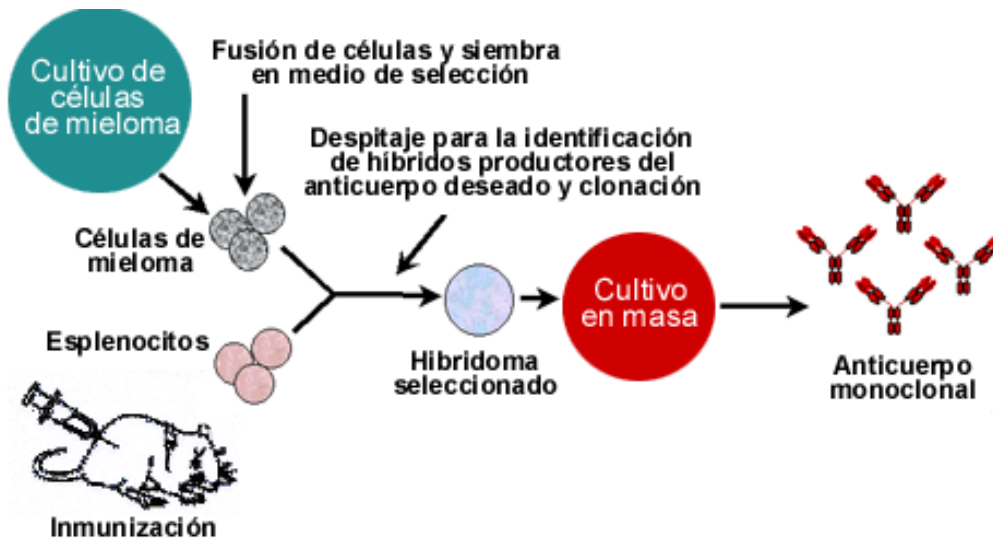 Cultivo de
células
de mieloma
Fusión de células y siembra
en medio de selección
Despitaje para la identificación
de híbridos productores del
anticuerpo deseado y clonación
Células de
mieloma
Esplenocitos
Inmunización
Hibridoma
seleccionado
Cultivo
en masa
Anticuerpo
monoclonal